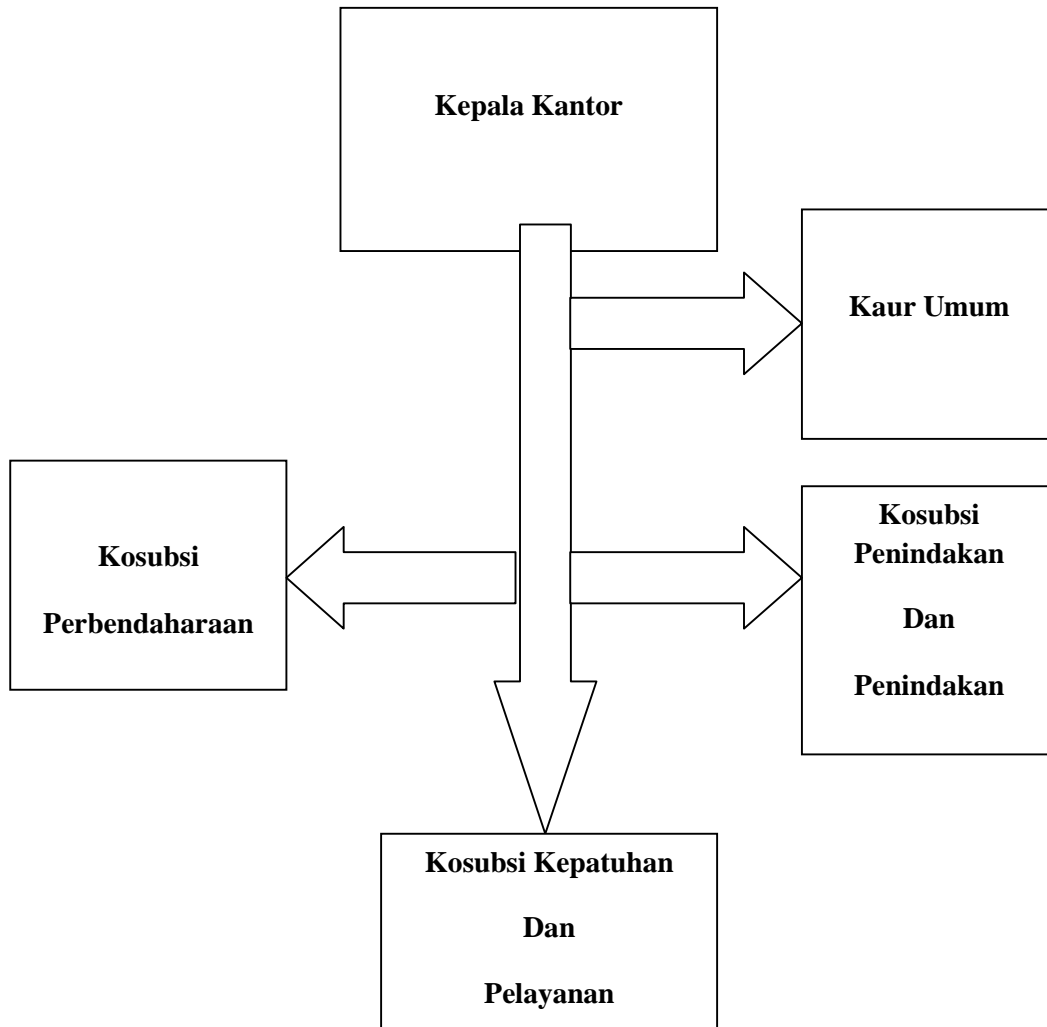 Kepala Kantor
Kaur Umum
Kosubsi
Perbendaharaan
Kosubsi
Penindakan
Dan
Penindakan
Kosubsi Kepatuhan
Dan
Pelayanan